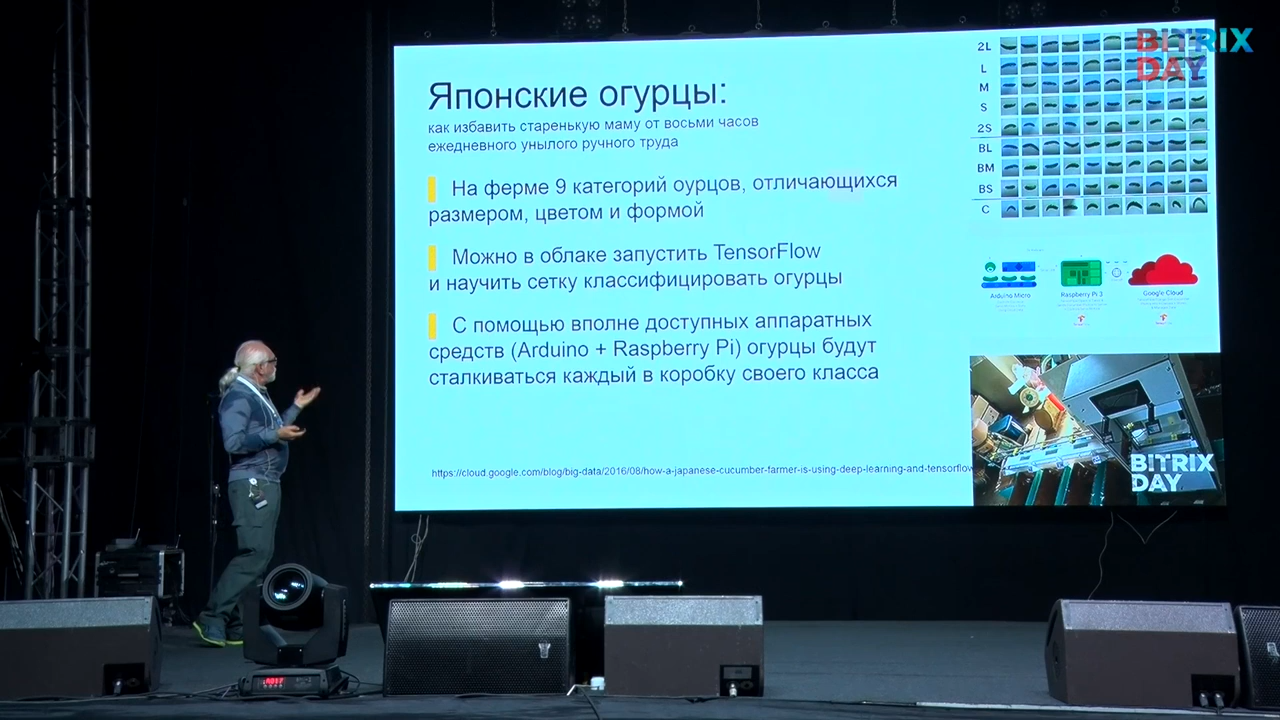 Японские огурцы:
как избавить старенькую маму от восьми часов
ежедневного унылого ручного труда
На ферме 9 категорий оурцов, отличающихся
размером, цветом и формой
Можно в облаке запустить TensorFlow
и научить сетку классифицировать огурцы
С помощью вполне доступных аппаратных
средств (Arduino + Raspberry Pi) огурцы будут
сталкиваться каждый в коробку своего класса
https://cloud.google.com/blog/big-data/2016/08/how-a-japanese-cucumber-farmer-is-using-deep-learning-and-tensorflow
2L
L
M
S
2S
BL
BM
BS
C
Arduino Micro
Raspberry Pi 3
Google Cloud
BITRIX
DAY
BITRIX
DAY